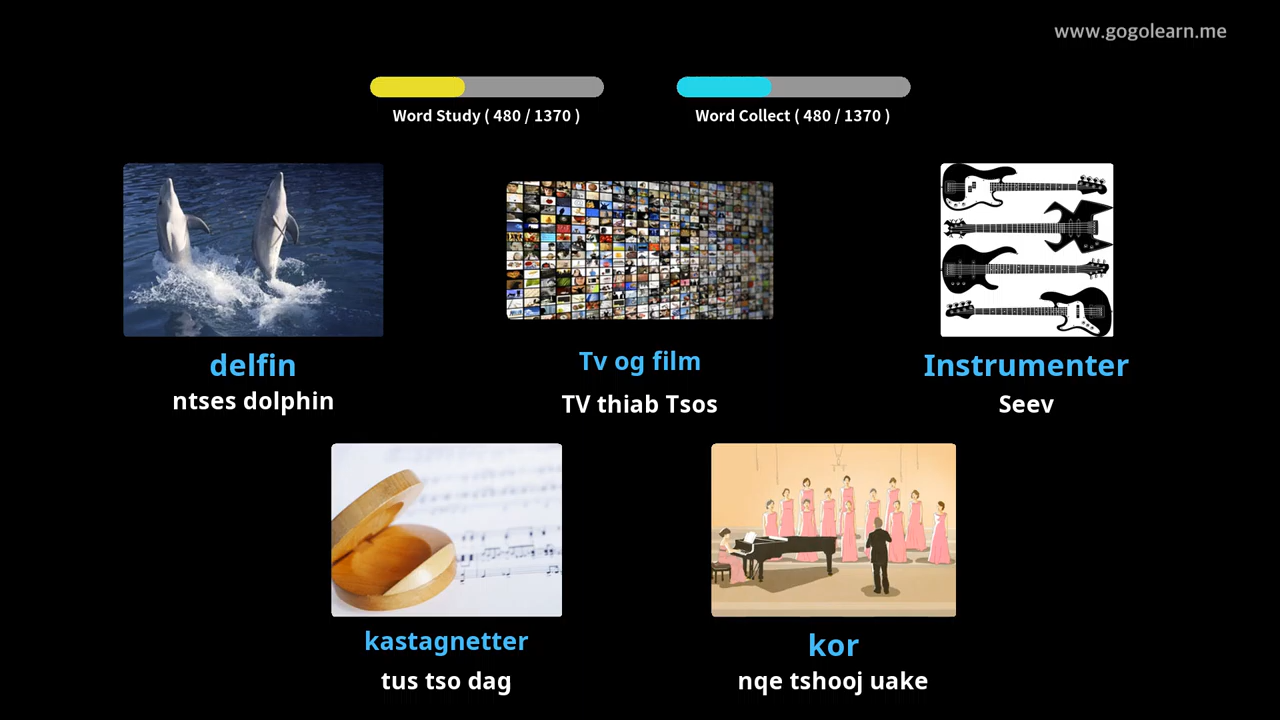 www.gogolearn.me
Word Study ( 480 / 1370 )
Word Collect ( 480 / 1370 )
delfin
ntses dolphin
Tv og film
TV thiab Tsos
Instrumenter
Seev
kastagnetter
tus tso dag
kor
nqe tshooj uake